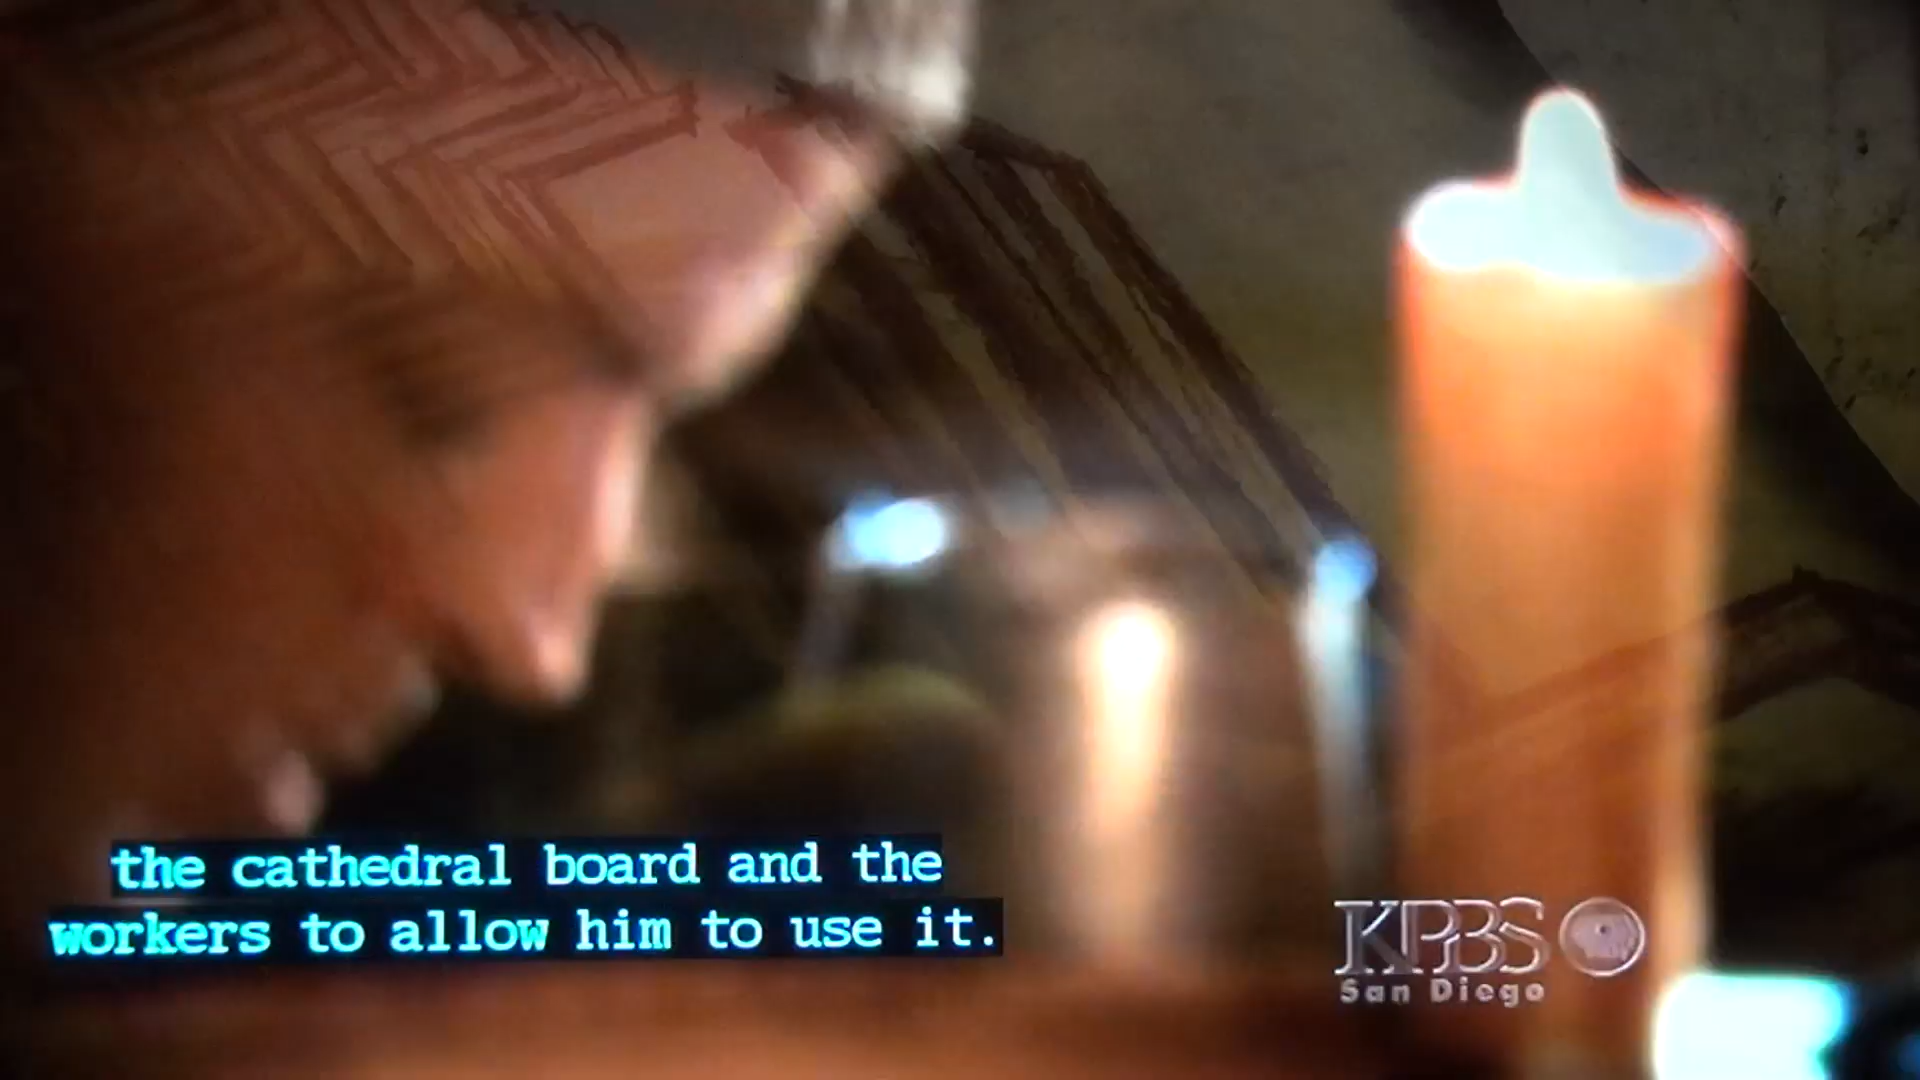 the cathedral board and the
workers to allow him to use it.
KPBS
San Diego